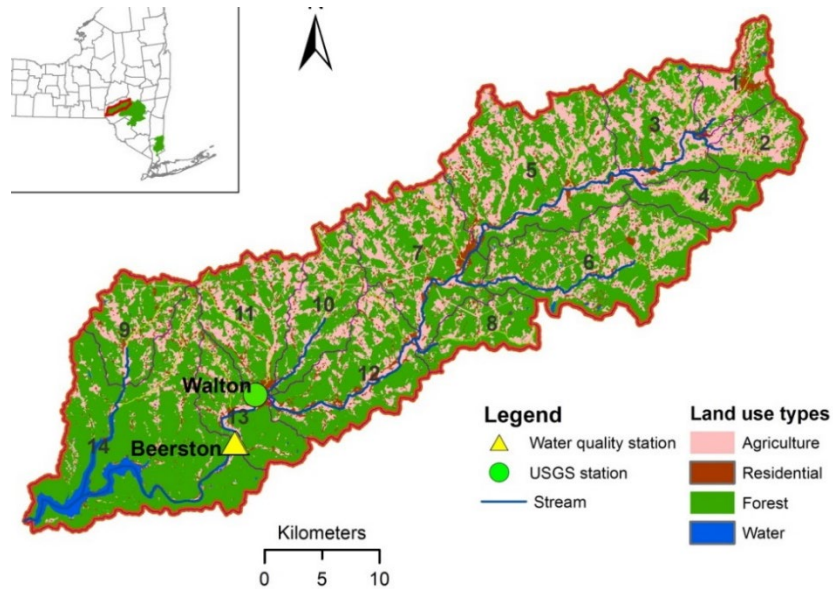 1
2
3
4
5
6
7
8
9
10
11
12
13
14
Walton
Beerston
Legend
Water quality station
USGS station
Stream
Land use types
Agriculture
Residential
Forest
Water
Kilometers
0 5 10